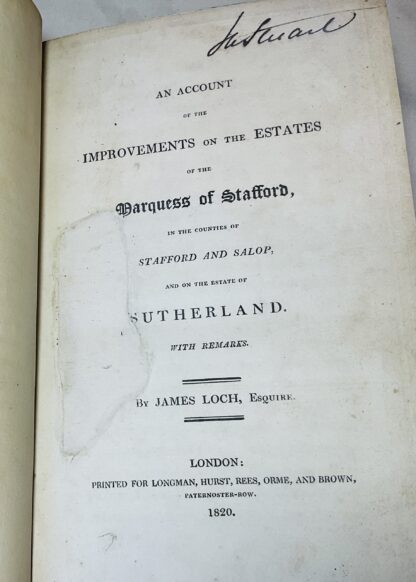 AN ACCOUNT
OF THE
IMPROVEMENTS ON THE ESTATES
OF THE
Marquess of Stafford,
IN THE COUNTIES OF
STAFFORD AND SALOP,
AND ON THE ESTATE OF
SUTHERLAND.
WITH REMARKS.
By JAMES LOCH, Esquire.
LONDON:
PRINTED FOR LONGMAN, HURST, REES, ORME, AND BROWN,
PATERNOSTER-ROW.
1820.